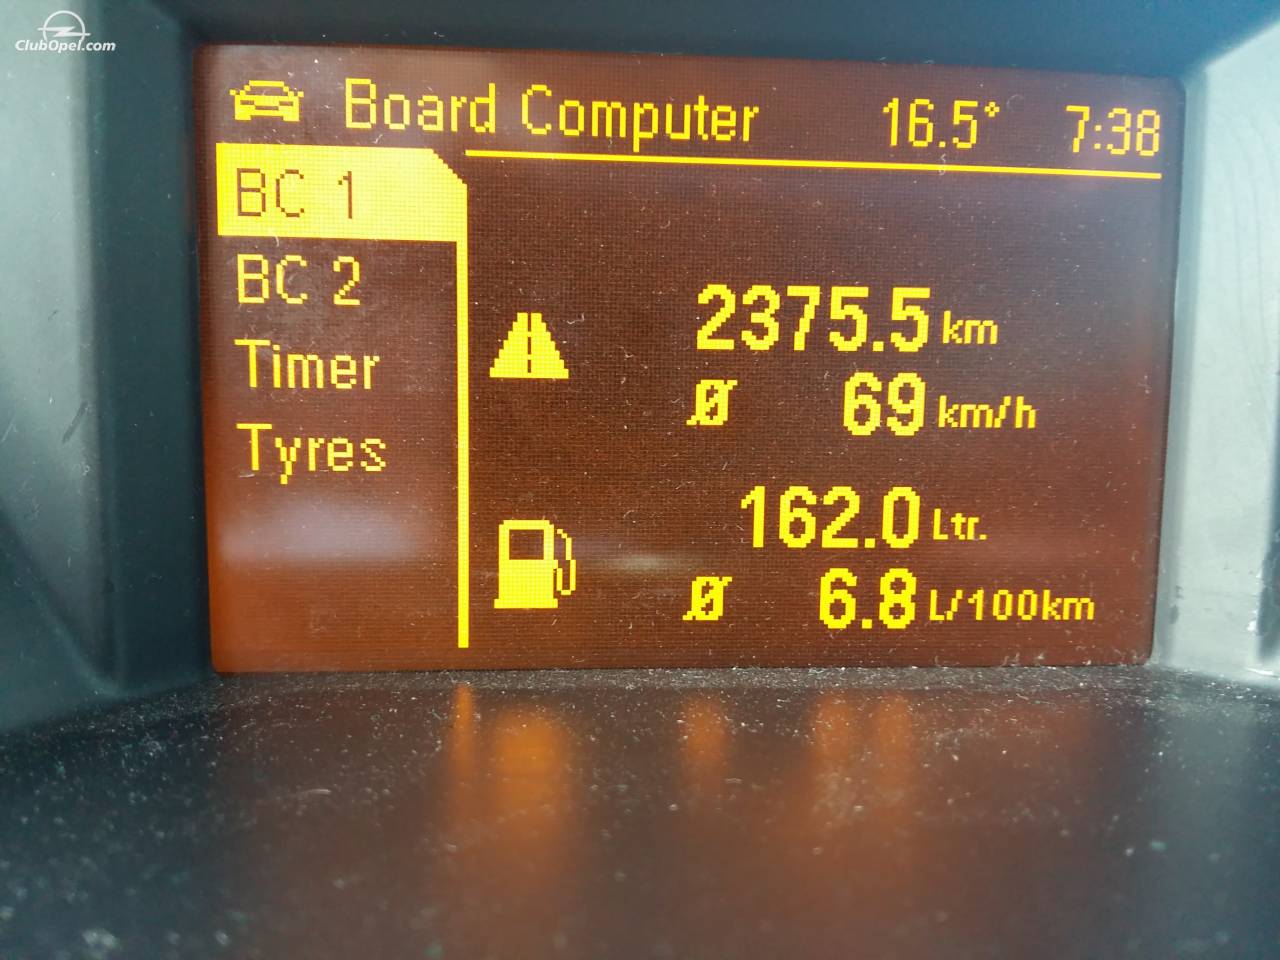 ClubOpel.com
Board Computer 16.5° 7:38
BC 1
BC 2
Timer
Tyres
2375.5 km
Ø 69 km/h
162.0 Ltr.
Ø 6.8 L/100km